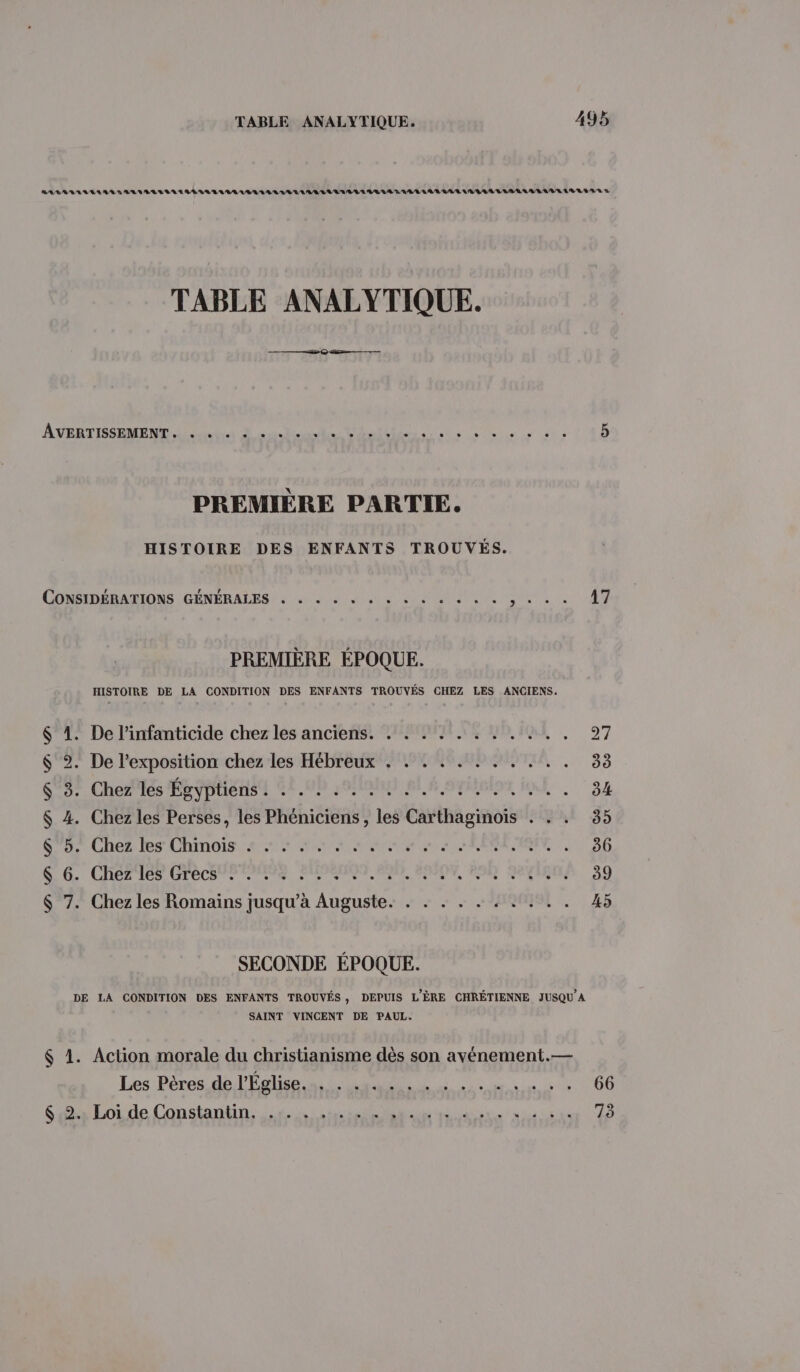 TABLE ANALYTIQUE. 495
TABLE ANALYTIQUE.
AVERTISSEMENT. . . . . . . . . . . . . . . . . . . . . 5
PREMIÈRE PARTIE.
HISTOIRE DES ENFANTS TROUVÉS.
CONSIDÉRATIONS GÉNÉRALES . . . . . . . . . . . . . . , . . . 17
PREMIÈRE ÉPOQUE.
HISTOIRE DE LA CONDITION DES ENFANTS TROUVÉS CHEZ LES ANCIENS.
§ 1. De l'infanticide chez les anciens. . . . . . . . . . . . . 27
§ 2. De l'exposition chez les Hébreux . . . . . . . . . . . . 33
§ 3. Chez les Égyptiens . . . . . . . . . . . . . . . . . . . 34
§ 4. Chez les Perses, les Phéniciens, les Carthaginois . . . 35
§ 5. Chez les Chinois . . . . . . . . . . . . . . . . . . . . 36
§ 6. Chez les Grecs . . . . . . . . . . . . . . . . . . . . . 39
§ 7. Chez les Romains jusqu'à Auguste. . . . . . . . . . . . 45
SECONDE ÉPOQUE.
DE LA CONDITION DES ENFANTS TROUVÉS, DEPUIS L'ÈRE CHRÉTIENNE JUSQU'A
SAINT VINCENT DE PAUL.
§ 1. Action morale du christianisme dès son avénement.—
Les Pères de l'Église. . . . . . . . . . . . . . . . . . 66
§ 2. Loi de Constantin. . . . . . . . . . . . . . . . . . . . 73